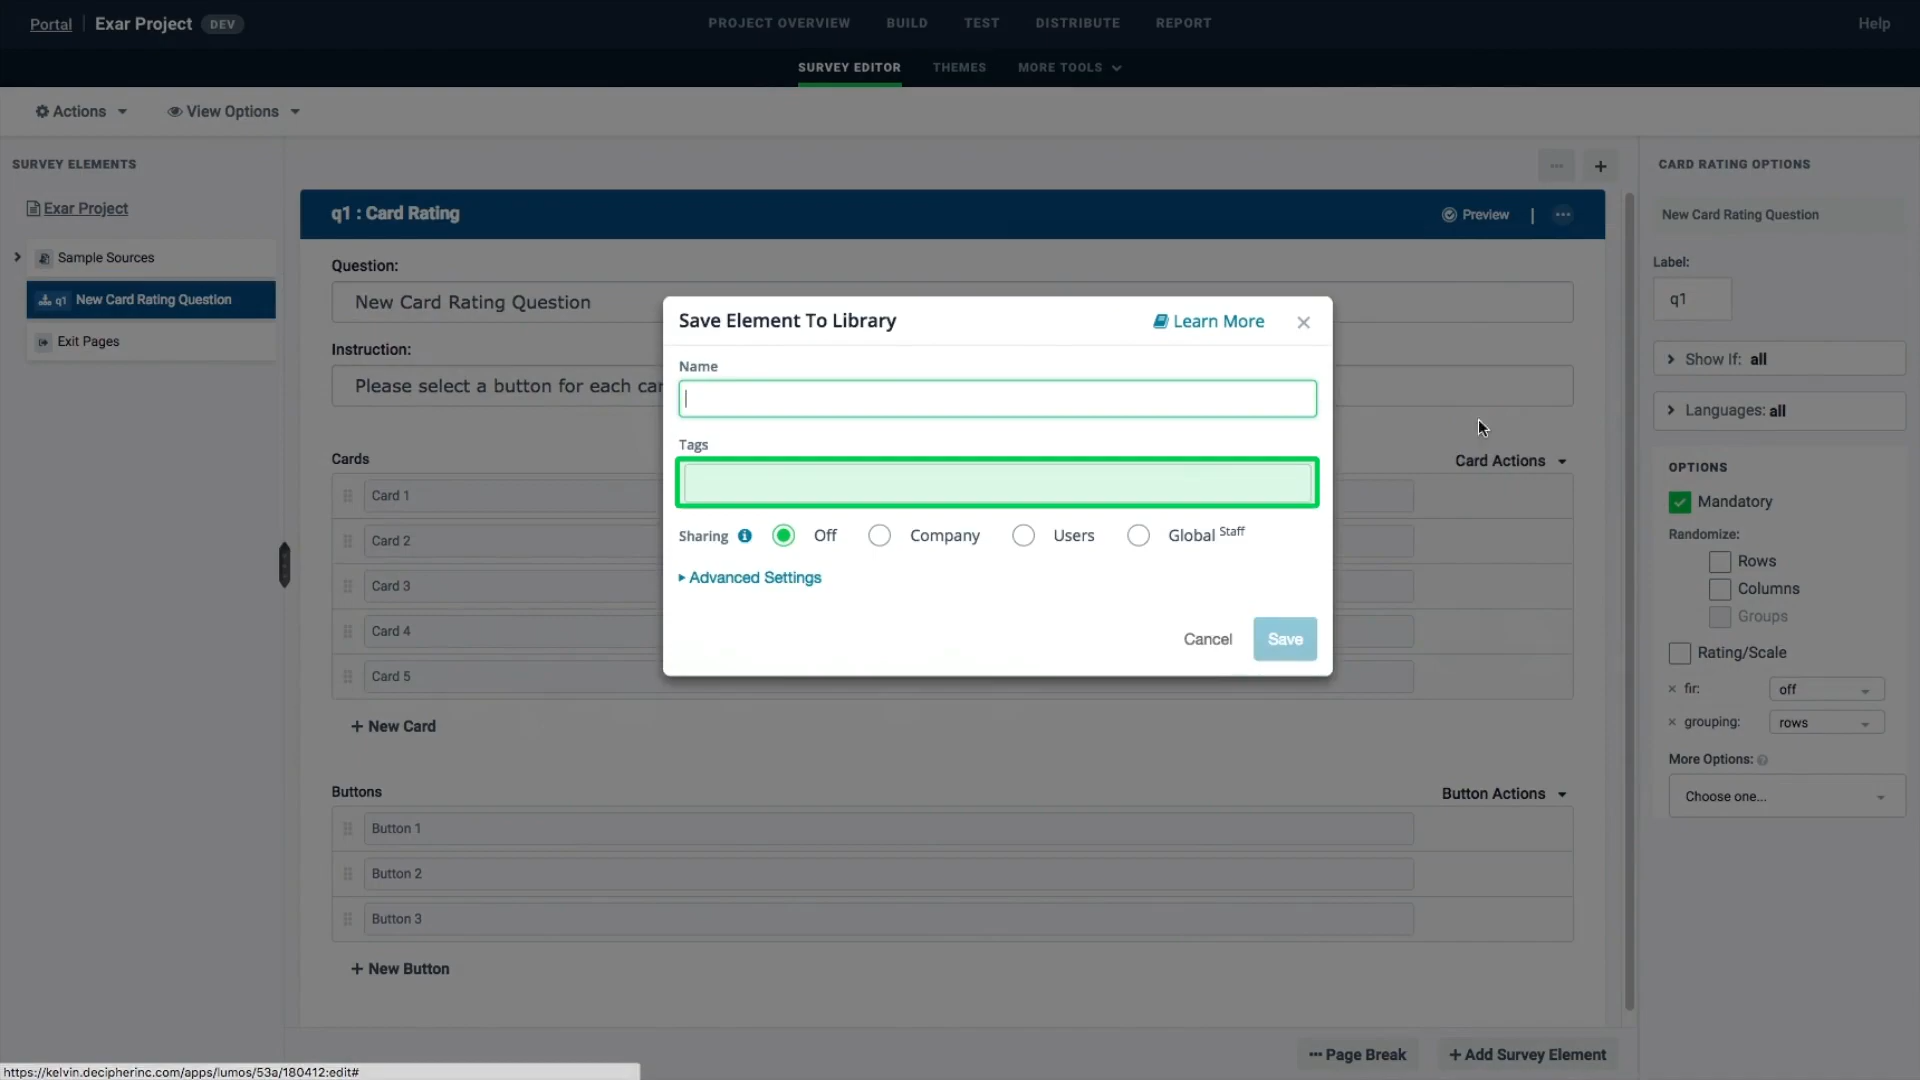 Portal Exar Project DEV PROJECT OVERVIEW BUILD TEST DISTRIBUTE REPORT Help
SURVEY EDITOR THEMES MORE TOOLS
Actions View Options
SURVEY ELEMENTS
Exar Project
Sample Sources
q1 New Card Rating Question
Exit Pages
q1 : Card Rating
Preview
Question:
New Card Rating Question
Instruction:
Please select a button for each car
Cards
Card Actions
Card 1
Card 2
Card 3
Card 4
Card 5
+ New Card
Buttons
Button Actions
Button 1
Button 2
Button 3
+ New Button
Page Break
+ Add Survey Element
Save Element To Library
Learn More
Name
Tags
Sharing Off Company Users Global Staff
Advanced Settings
Cancel Save
CARD RATING OPTIONS
New Card Rating Question
Label:
q1
Show If: all
Languages: all
OPTIONS
Mandatory
Randomize:
Rows
Columns
Groups
Rating/Scale
fir: off
grouping: rows
More Options:
Choose one...
https://kelvin.decipherinc.com/apps/lumos/53a/180412:edit#